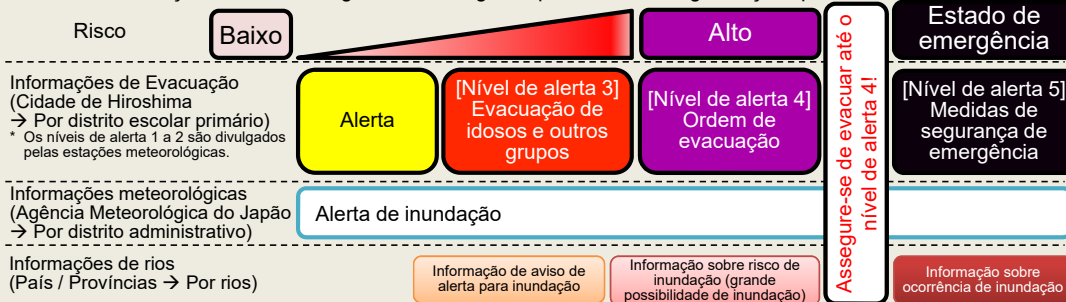 Risco
Baixo
Alto
Estado de
emergência
Informações de Evacuação
(Cidade de Hiroshima
→ Por distrito escolar primário)
* Os níveis de alerta 1 a 2 são divulgados
pelas estações meteorológicas.
Alerta
[Nível de alerta 3]
Evacuação de
idosos e outros
grupos
[Nível de alerta 4]
Ordem de
evacuação
Assegure-se de evacuar até o
nível de alerta 4!
[Nível de alerta 5]
Medidas de
segurança de
emergência
Informações meteorológicas
(Agência Meteorológica do Japão
→ Por distrito administrativo)
Alerta de inundação
Informações de rios
(País / Províncias → Por rios)
Informação de aviso de
alerta para inundação
Informação sobre risco de
inundação (grande
possibilidade de inundação)
Informação sobre
ocorrência de inundação